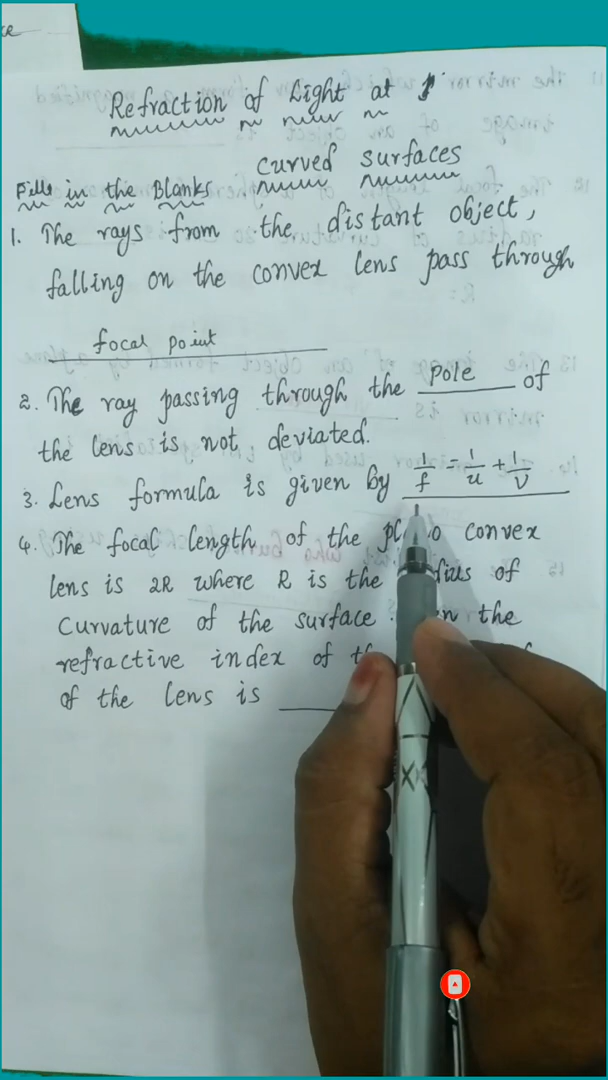 ce
Refraction of Light at
curved surfaces
Fills in the Blanks
1. The rays from the distant object,
falling on the convex lens pass through
focal point
2. The ray passing through the pole of
the lens is not deviated.
3. Lens formula is given by 1/f = 1/u + 1/v
4. The focal length of the convex
lens is 2R where R is the of
curvature of the surface. the
refractive index of
of the lens is